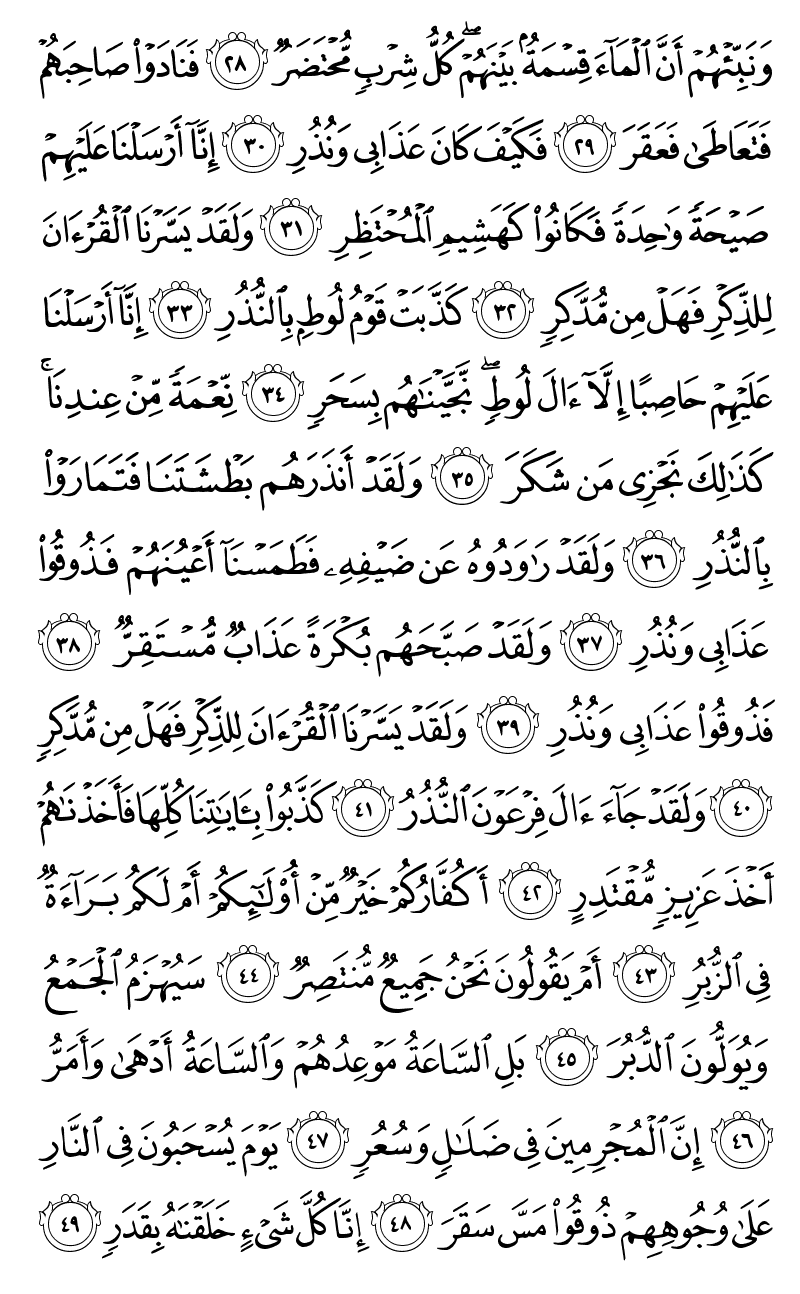 وَنَبِّئْهُمْ أَنَّ ٱلْمَآءَ قِسْمَةٌۢ بَيْنَهُمْ ۖ كُلُّ شِرْبٍ مُّحْتَضَرٌ ٢٨ فَنَادَوْا۟ صَاحِبَهُمْ
فَتَعَاطَىٰ فَعَقَرَ ٢٩ فَكَيْفَ كَانَ عَذَابِى وَنُذُرِ ٣٠ إِنَّآ أَرْسَلْنَا عَلَيْهِمْ
صَيْحَةً وَٰحِدَةً فَكَانُوا۟ كَهَشِيمِ ٱلْمُحْتَظِرِ ٣١ وَلَقَدْ يَسَّرْنَا ٱلْقُرْءَانَ
لِلذِّكْرِ فَهَلْ مِن مُّدَّكِرٍ ٣٢ كَذَّبَتْ قَوْمُ لُوطٍۭ بِٱلنُّذُرِ ٣٣ إِنَّآ أَرْسَلْنَا
عَلَيْهِمْ حَاصِبًا إِلَّآ ءَالَ لُوطٍ ۖ نَّجَّيْنَٰهُم بِسَحَرٍ ٣٤ نِّعْمَةً مِّنْ عِندِنَا ۚ
كَذَٰلِكَ نَجْزِى مَن شَكَرَ ٣٥ وَلَقَدْ أَنذَرَهُم بَطْشَتَنَا فَتَمَارَوْا۟
بِٱلنُّذُرِ ٣٦ وَلَقَدْ رَٰوَدُوهُ عَن ضَيْفِهِۦ فَطَمَسْنَآ أَعْيُنَهُمْ فَذُوقُوا۟
عَذَابِى وَنُذُرِ ٣٧ وَلَقَدْ صَبَّحَهُم بُكْرَةً عَذَابٌ مُّسْتَقِرٌّ ٣٨
فَذُوقُوا۟ عَذَابِى وَنُذُرِ ٣٩ وَلَقَدْ يَسَّرْنَا ٱلْقُرْءَانَ لِلذِّكْرِ فَهَلْ مِن مُّدَّكِرٍ
٤٠ وَلَقَدْ جَآءَ ءَالَ فِرْعَوْنَ ٱلنُّذُرُ ٤١ كَذَّبُوا۟ بِـَٔايَٰتِنَا كُلِّهَا فَأَخَذْنَٰهُمْ
أَخْذَ عَزِيزٍ مُّقْتَدِرٍ ٤٢ أَكُفَّارُكُمْ خَيْرٌ مِّنْ أُو۟لَٰٓئِكُمْ أَمْ لَكُم بَرَآءَةٌ
فِى ٱلزُّبُرِ ٤٣ أَمْ يَقُولُونَ نَحْنُ جَمِيعٌ مُّنتَصِرٌ ٤٤ سَيُهْزَمُ ٱلْجَمْعُ
وَيُوَلُّونَ ٱلدُّبُرَ ٤٥ بَلِ ٱلسَّاعَةُ مَوْعِدُهُمْ وَٱلسَّاعَةُ أَدْهَىٰ وَأَمَرُّ
٤٦ إِنَّ ٱلْمُجْرِمِينَ فِى ضَلَٰلٍ وَسُعُرٍ ٤٧ يَوْمَ يُسْحَبُونَ فِى ٱلنَّارِ
عَلَىٰ وُجُوهِهِمْ ذُوقُوا۟ مَسَّ سَقَرَ ٤٨ إِنَّا كُلَّ شَىْءٍ خَلَقْنَٰهُ بِقَدَرٍ ٤٩